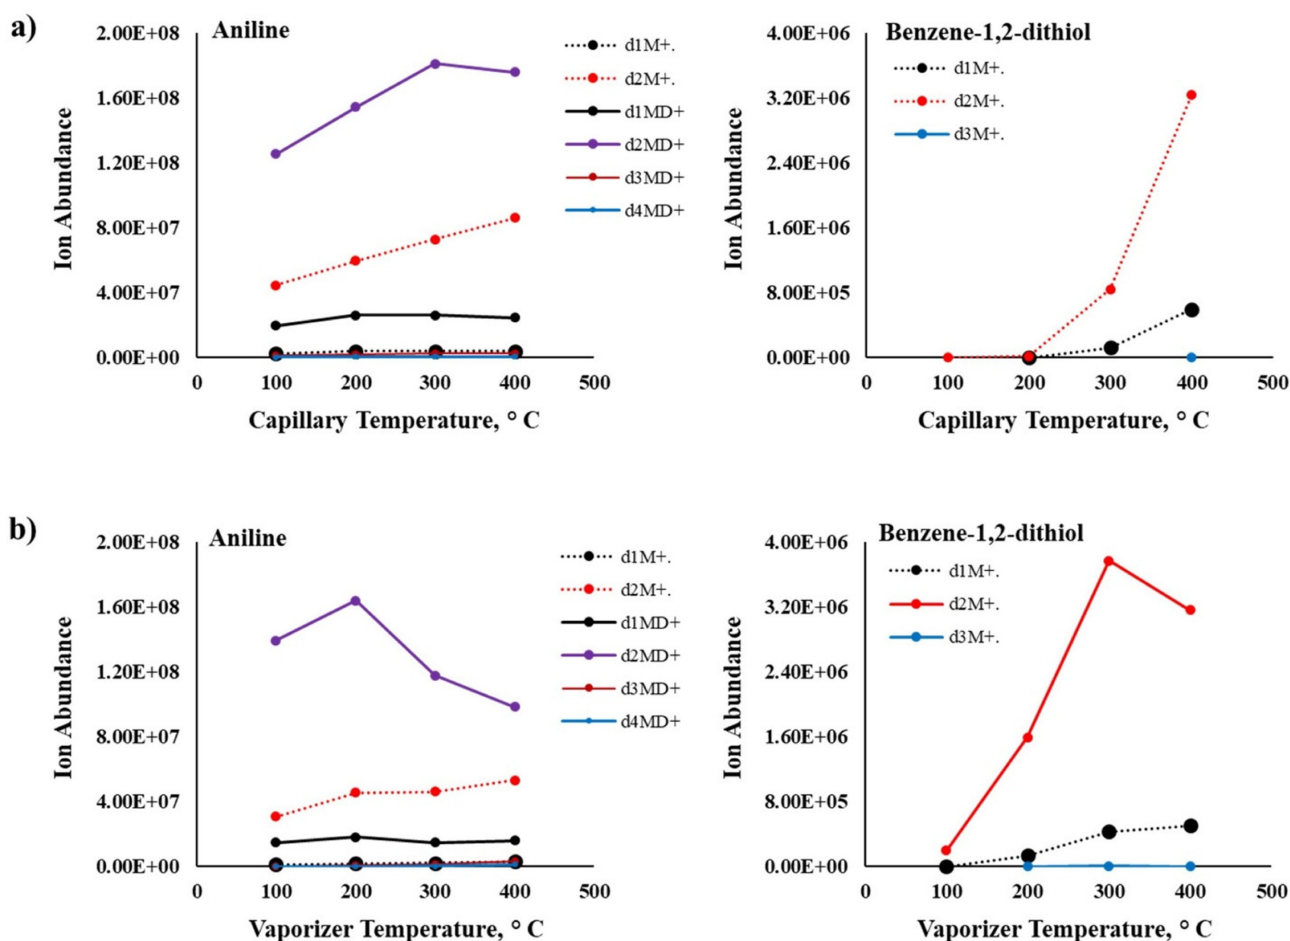 a)
Aniline
2.00E+08
1.60E+08
1.20E+08
8.00E+07
4.00E+07
0.00E+00
Ion Abundance
0 100 200 300 400 500
Capillary Temperature, ° C
d1M+.
d2M+.
d1MD+
d2MD+
d3MD+
d4MD+
Benzene-1,2-dithiol
4.00E+06
3.20E+06
2.40E+06
1.60E+06
8.00E+05
0.00E+00
Ion Abundance
0 100 200 300 400 500
Capillary Temperature, ° C
d1M+.
d2M+.
d3M+.
b)
Aniline
2.00E+08
1.60E+08
1.20E+08
8.00E+07
4.00E+07
0.00E+00
Ion Abundance
0 100 200 300 400 500
Vaporizer Temperature, ° C
d1M+.
d2M+.
d1MD+
d2MD+
d3MD+
d4MD+
Benzene-1,2-dithiol
4.00E+06
3.20E+06
2.40E+06
1.60E+06
8.00E+05
0.00E+00
Ion Abundance
0 100 200 300 400 500
Vaporizer Temperature, ° C
d1M+.
d2M+.
d3M+.